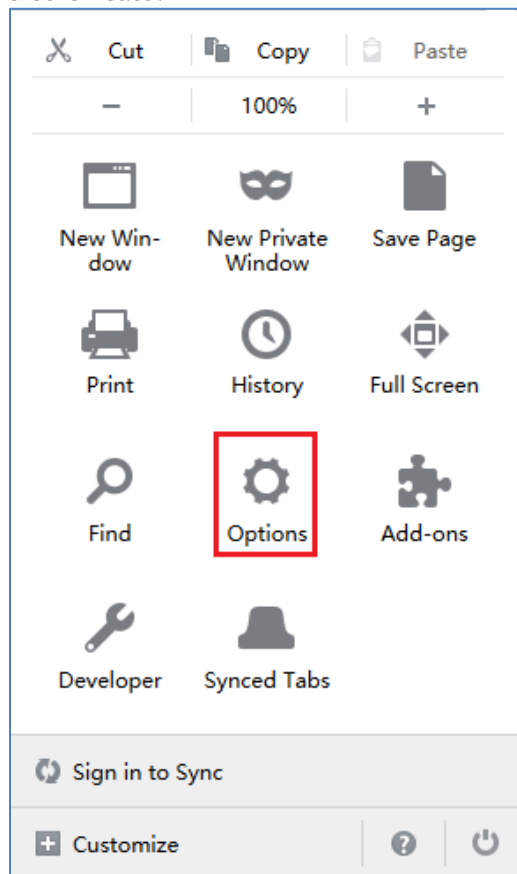 Cut Copy Paste
− 100% +
New Win-
dow
New Private
Window
Save Page
Print History Full Screen
Find Options Add-ons
Developer Synced Tabs
Sign in to Sync
Customize